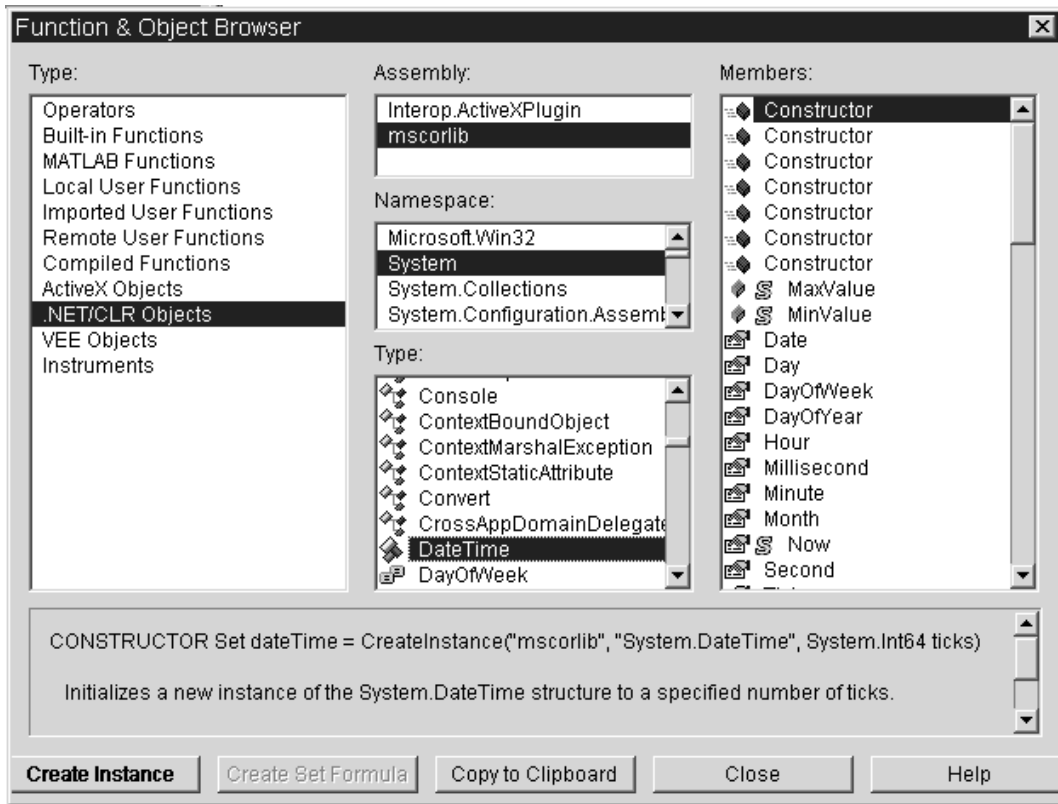 Function & Object Browser
Type:
Operators
Built-in Functions
MATLAB Functions
Local User Functions
Imported User Functions
Remote User Functions
Compiled Functions
ActiveX Objects
.NET/CLR Objects
VEE Objects
Instruments
Assembly:
Interop.ActiveXPlugin
mscorlib
Namespace:
Microsoft.Win32
System
System.Collections
System.Configuration.Assemb
Type:
Console
ContextBoundObject
ContextMarshalException
ContextStaticAttribute
Convert
CrossAppDomainDelegate
DateTime
DayOfWeek
Members:
Constructor
Constructor
Constructor
Constructor
Constructor
Constructor
Constructor
S MaxValue
S MinValue
Date
Day
DayOfWeek
DayOfYear
Hour
Millisecond
Minute
Month
S Now
Second
CONSTRUCTOR Set dateTime = CreateInstance("mscorlib", "System.DateTime", System.Int64 ticks)
Initializes a new instance of the System.DateTime structure to a specified number of ticks.
Create Instance
Create Set Formula
Copy to Clipboard
Close
Help